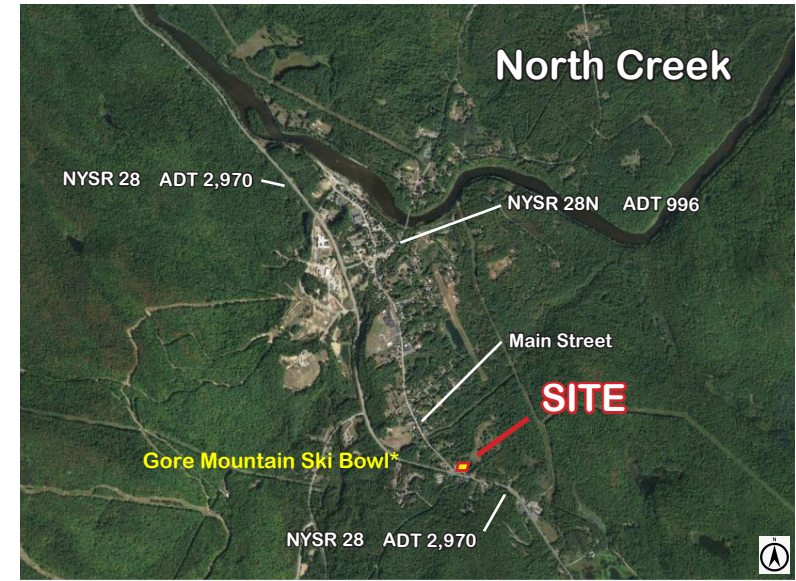 North Creek
NYSR 28 ADT 2,970
NYSR 28N ADT 996
Main Street
SITE
Gore Mountain Ski Bowl*
NYSR 28 ADT 2,970
N